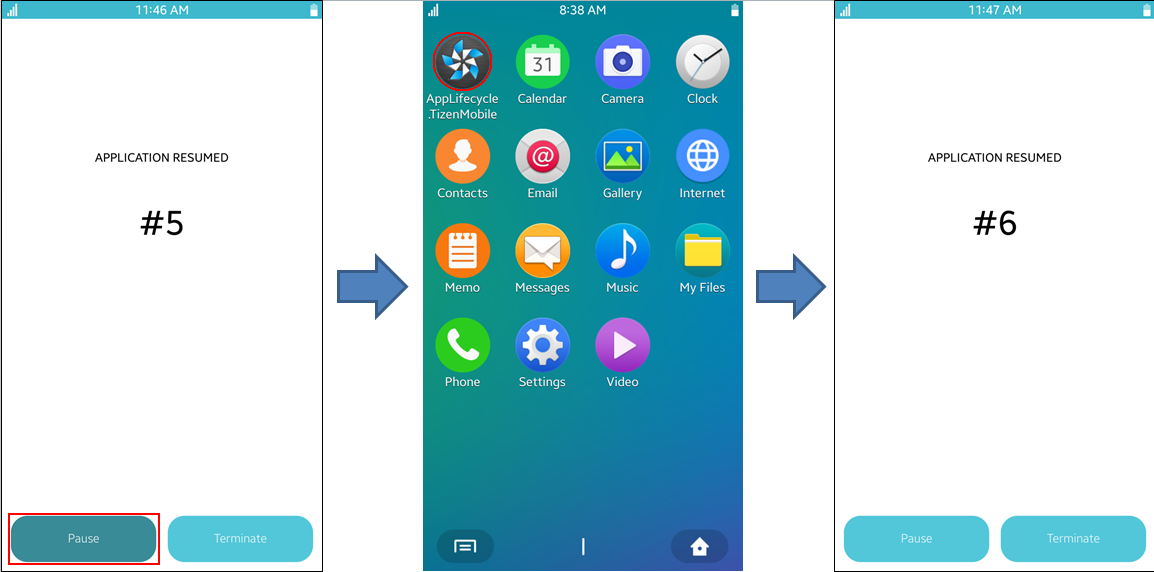 11:46 AM
APPLICATION RESUMED
#5
Pause
Terminate
8:38 AM
AppLifecycle
.TizenMobile
31
Calendar
Camera
Clock
Contacts
@
Email
Gallery
Internet
Memo
Messages
Music
My Files
Phone
Settings
Video
11:47 AM
APPLICATION RESUMED
#6
Pause
Terminate